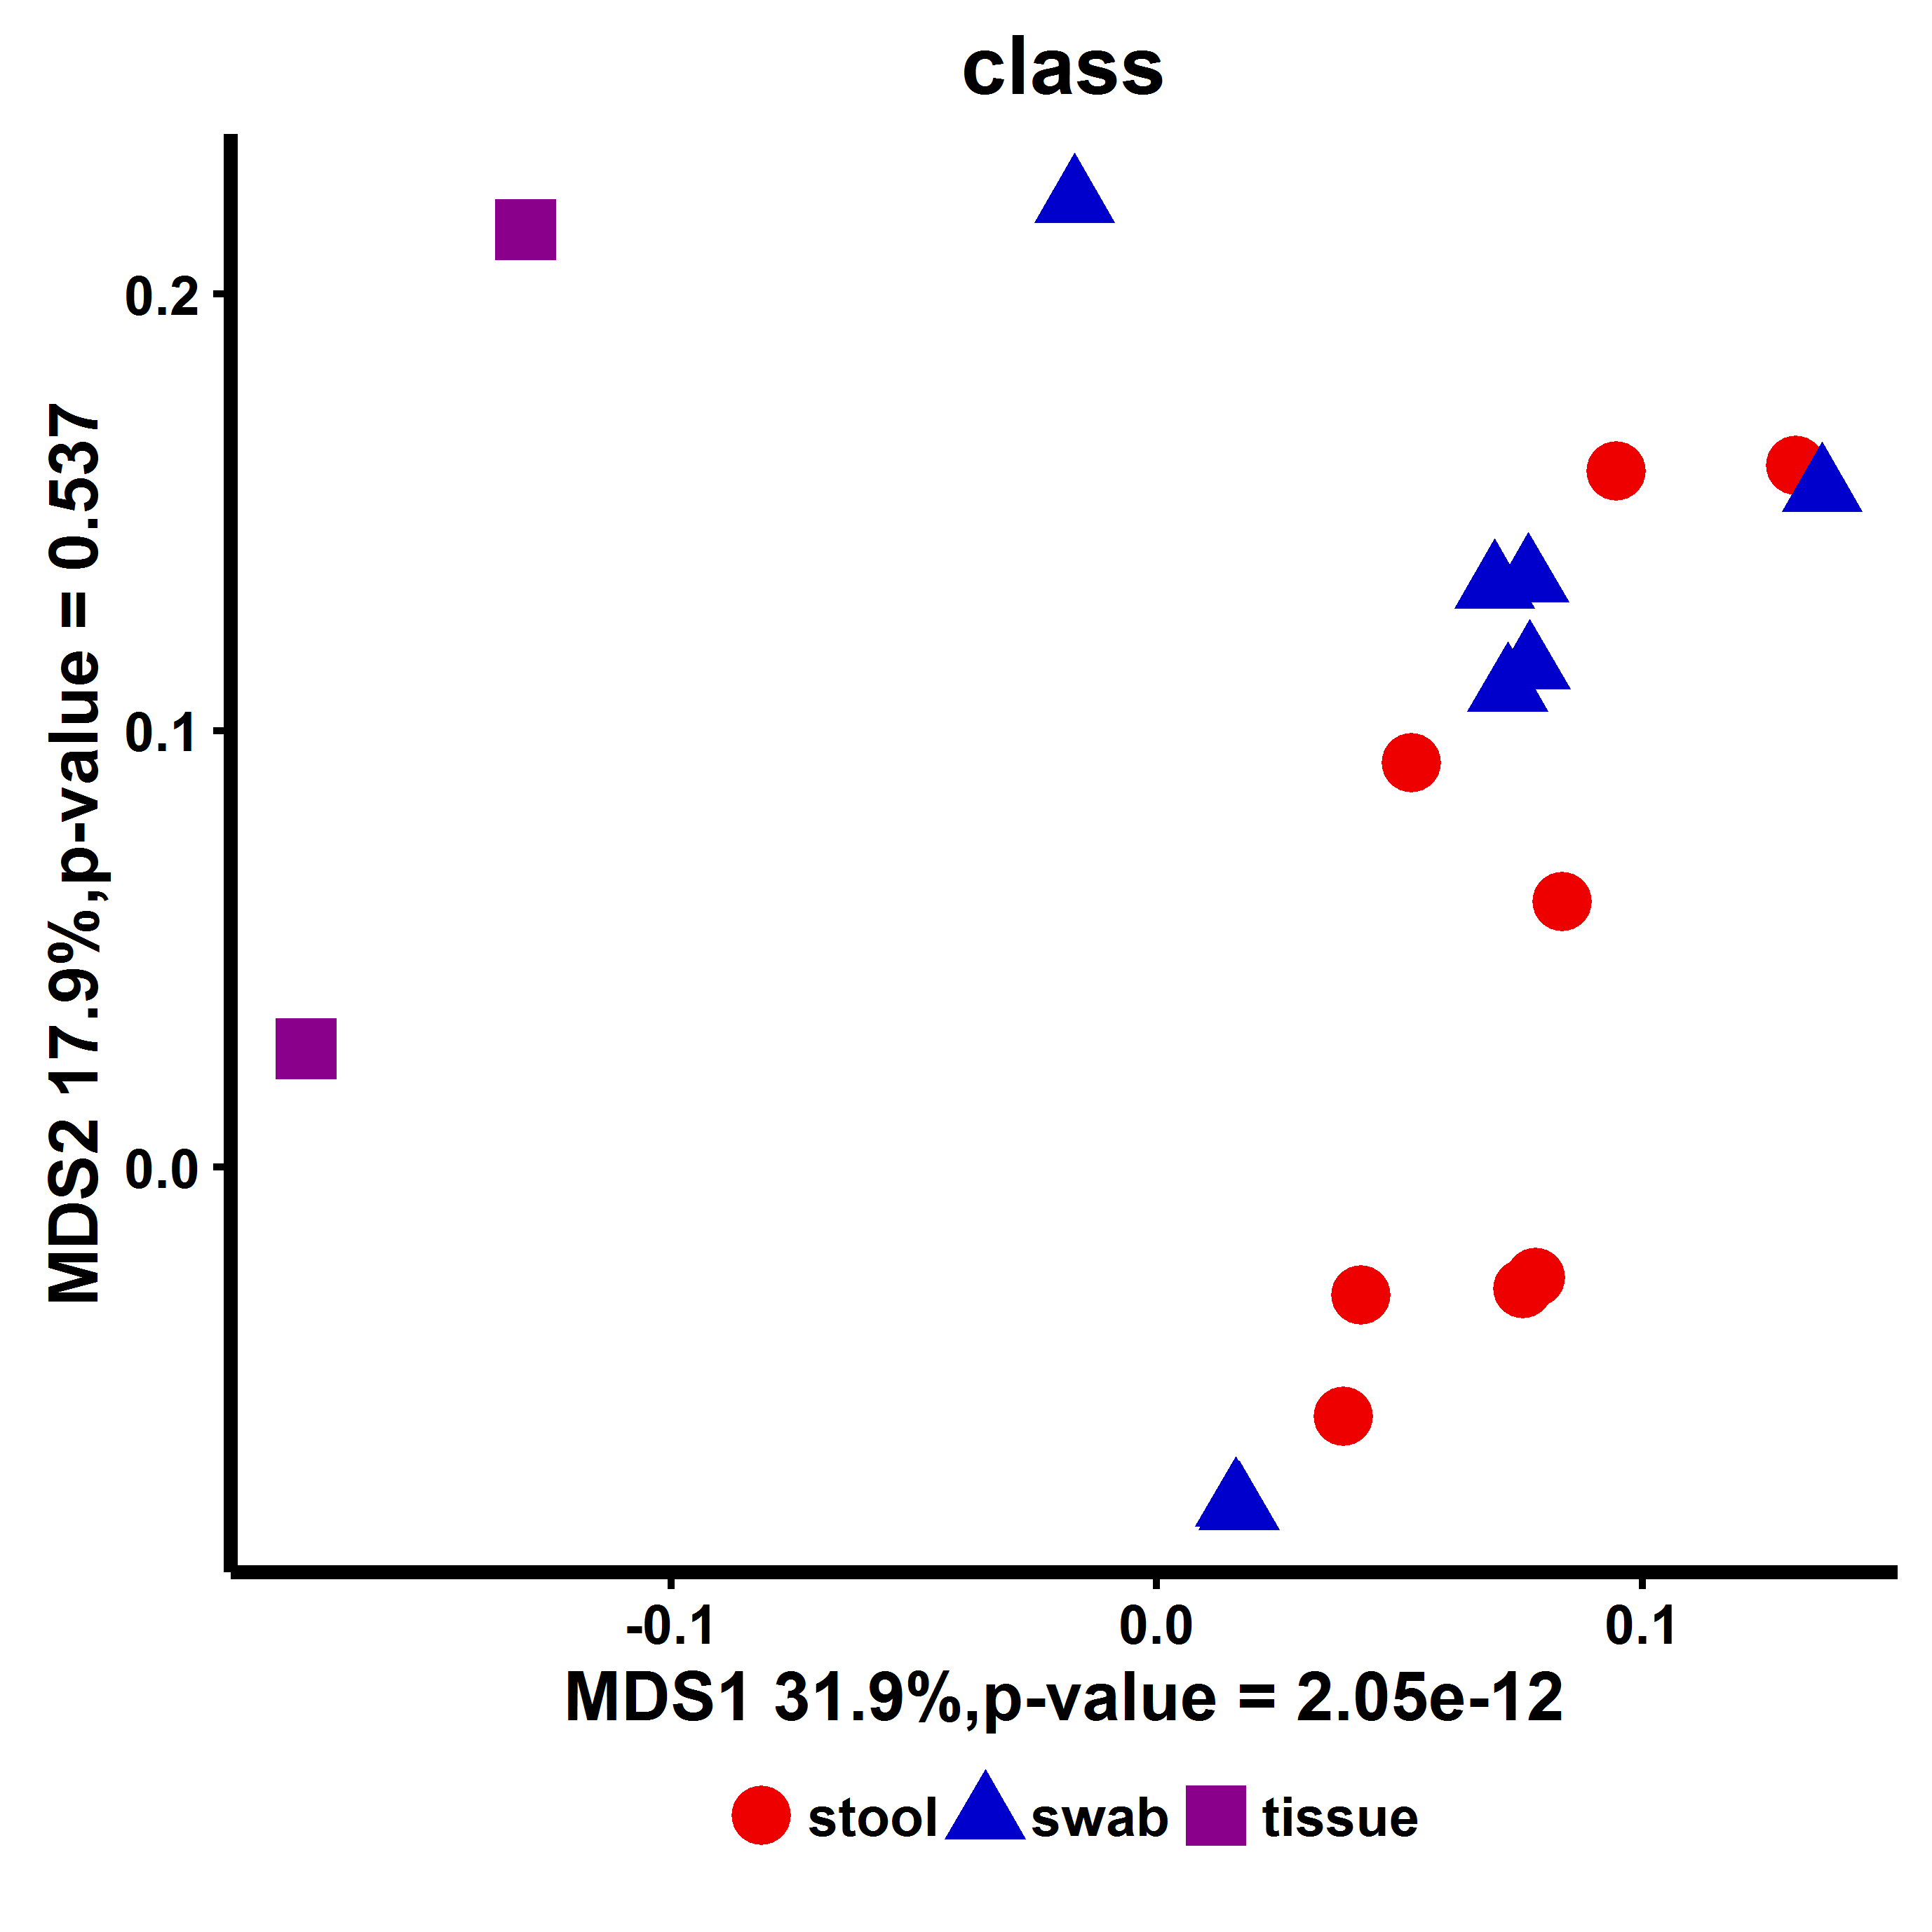 class
MDS2 17.9%,p-value = 0.537
0.2
0.1
0.0
-0.1 0.0 0.1
MDS1 31.9%,p-value = 2.05e-12
stool swab tissue